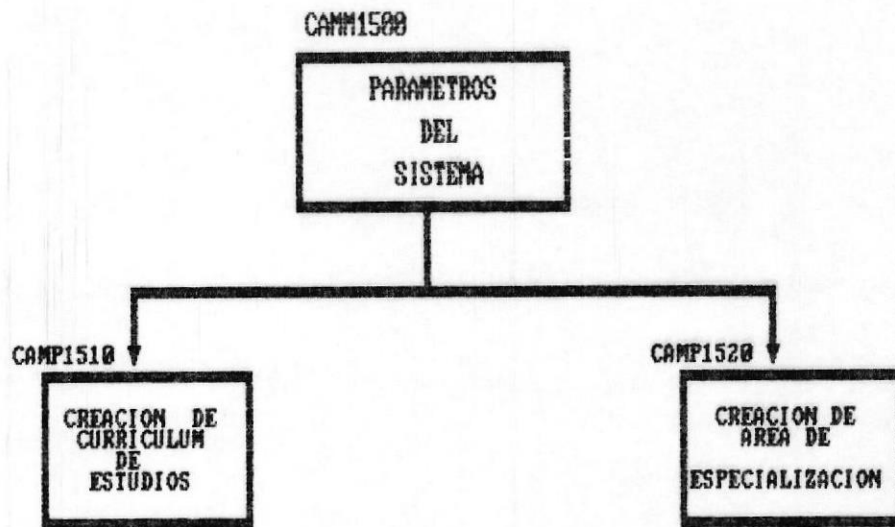 CAMM1500
PARAMETROS
DEL
SISTEMA
CAMP1510
CREACION DE
CURRICULUM
DE
ESTUDIOS
CAMP1520
CREACION DE
AREA DE
ESPECIALIZACION